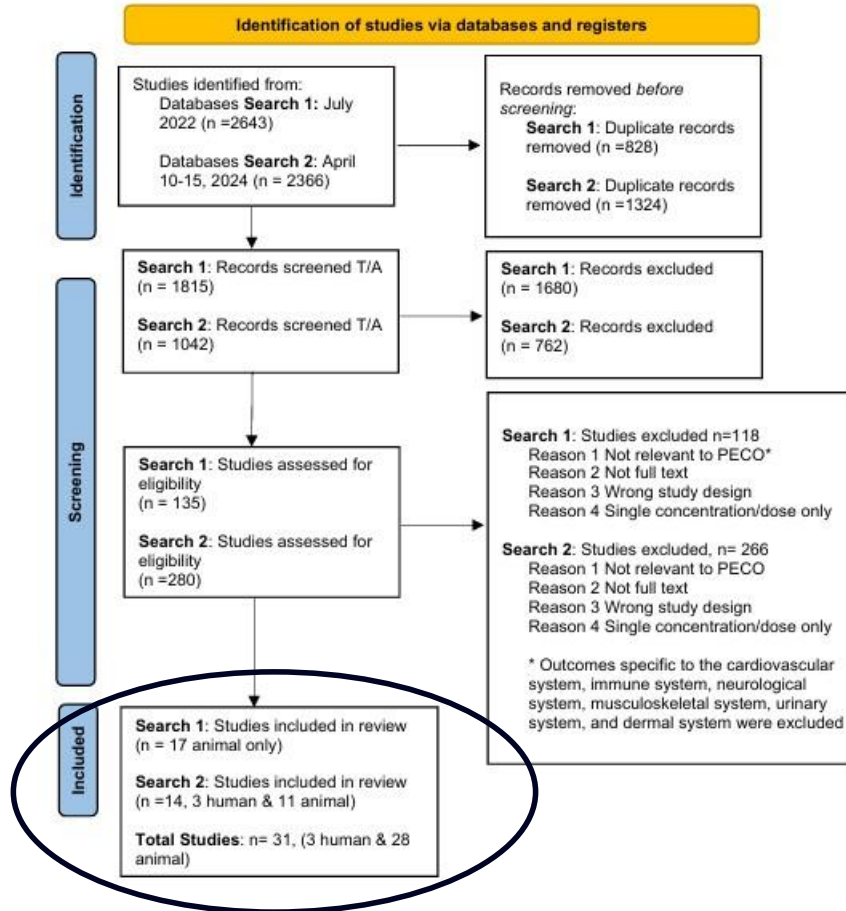 Identification of studies via databases and registers
Identification
Studies identified from:
Databases Search 1: July
2022 (n =2643)
Databases Search 2: April
10-15, 2024 (n = 2366)
Records removed before
screening:
Search 1: Duplicate records
removed (n =828)
Search 2: Duplicate records
removed (n =1324)
Screening
Search 1: Records screened T/A
(n = 1815)
Search 2: Records screened T/A
(n = 1042)
Search 1: Records excluded
(n = 1680)
Search 2: Records excluded
(n = 762)
Search 1: Studies assessed for
eligibility
(n = 135)
Search 2: Studies assessed for
eligibility
(n =280)
Search 1: Studies excluded n=118
Reason 1 Not relevant to PECO*
Reason 2 Not full text
Reason 3 Wrong study design
Reason 4 Single concentration/dose only
Search 2: Studies excluded, n= 266
Reason 1 Not relevant to PECO
Reason 2 Not full text
Reason 3 Wrong study design
Reason 4 Single concentration/dose only
* Outcomes specific to the cardiovascular
system, immune system, neurological
system, musculoskeletal system, urinary
system, and dermal system were excluded
Included
Search 1: Studies included in review
(n = 17 animal only)
Search 2: Studies included in review
(n =14, 3 human & 11 animal)
Total Studies: n= 31, (3 human & 28
animal)